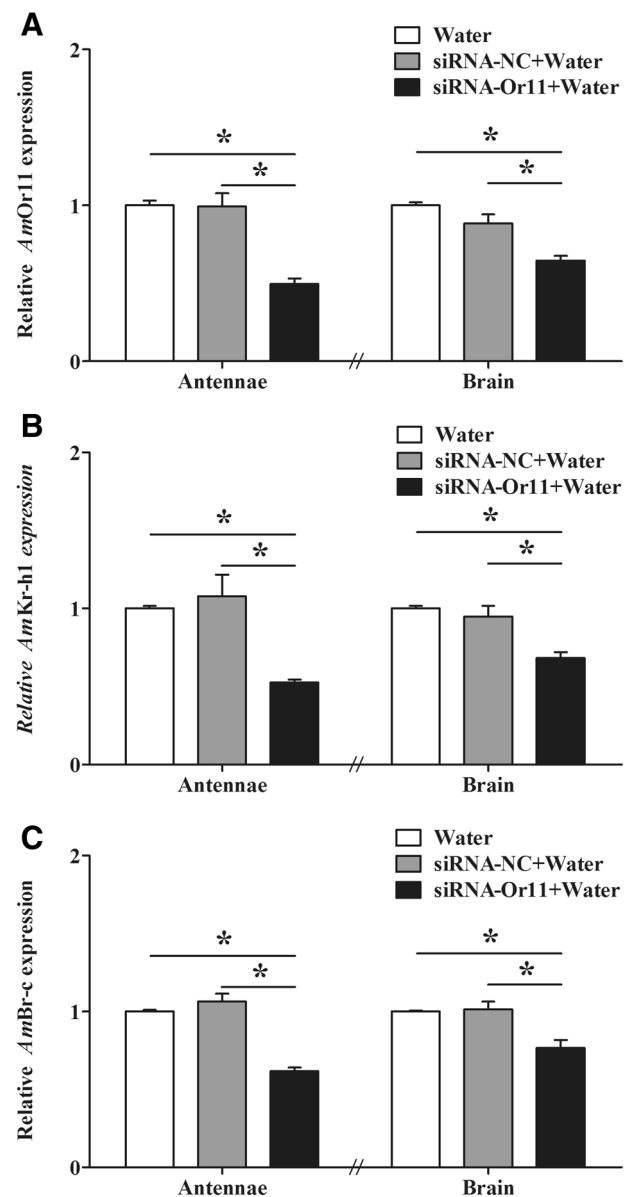 A
Water
siRNA-NC+Water
siRNA-Or11+Water
Relative AmOr11 expression
2
1
0
*
*
*
*
Antennae
Brain
B
Water
siRNA-NC+Water
siRNA-Or11+Water
Relative AmKr-h1 expression
2
1
0
*
*
*
*
Antennae
Brain
C
Water
siRNA-NC+Water
siRNA-Or11+Water
Relative AmBr-c expression
2
1
0
*
*
*
*
Antennae
Brain